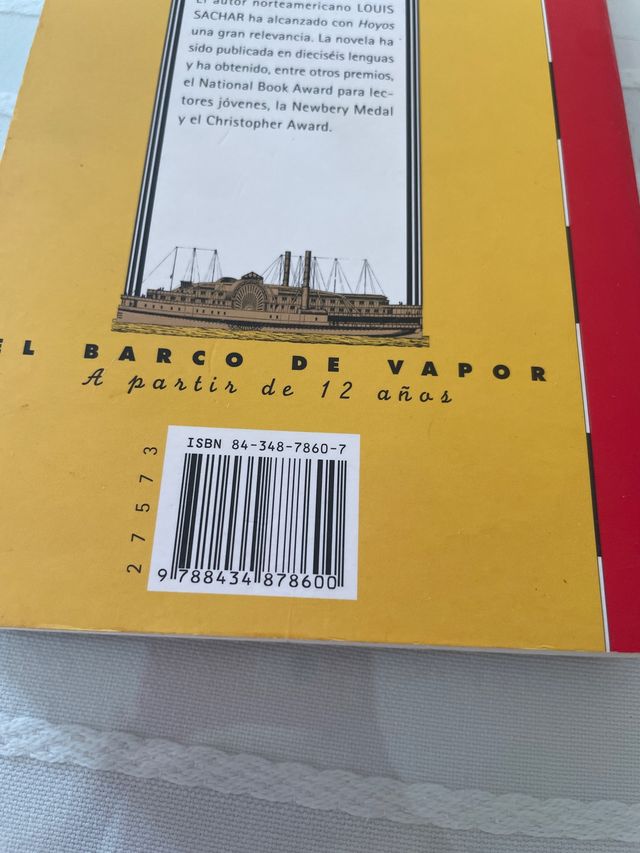 El autor norteamericano LOUIS
SACHAR ha alcanzado con Hoyos
una gran relevancia. La novela ha
sido publicada en dieciséis lenguas
y ha obtenido, entre otros premios,
el National Book Award para lec-
tores jóvenes, la Newbery Medal
y el Christopher Award.
EL BARCO DE VAPOR
A partir de 12 años
27573
ISBN 84-348-7860-7
9 788434 878600